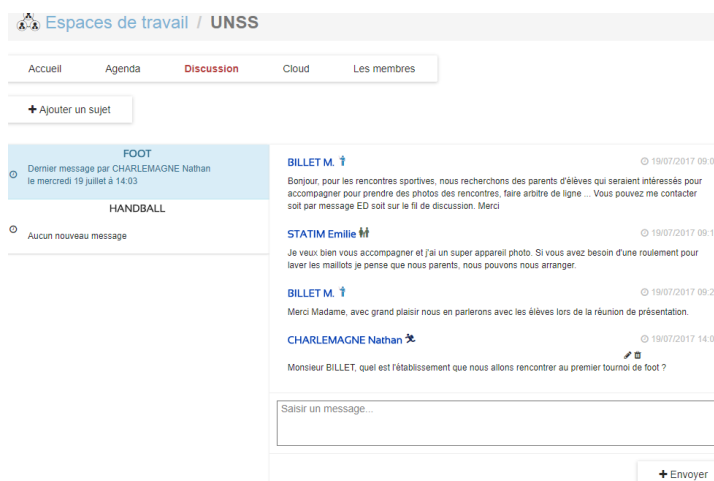 Espaces de travail / UNSS
Accueil Agenda Discussion Cloud Les membres
+ Ajouter un sujet
FOOT
Dernier message par CHARLEMAGNE Nathan
le mercredi 19 juillet à 14:03
HANDBALL
Aucun nouveau message
BILLET M. 19/07/2017 09:0
Bonjour, pour les rencontres sportives, nous recherchons des parents d'élèves qui seraient intéressés pour
accompagner pour prendre des photos des rencontres, faire arbitre de ligne ... Vous pouvez me contacter
soit par message ED soit sur le fil de discussion. Merci
STATIM Emilie 19/07/2017 09:1
Je veux bien vous accompagner et j'ai un super appareil photo. Si vous avez besoin d'une roulement pour
laver les maillots je pense que nous parents, nous pouvons nous arranger.
BILLET M. 19/07/2017 09:2
Merci Madame, avec grand plaisir nous en parlerons avec les élèves lors de la réunion de présentation.
CHARLEMAGNE Nathan 19/07/2017 14:0
Monsieur BILLET, quel est l'établissement que nous allons rencontrer au premier tournoi de foot ?
Saisir un message...
+ Envoyer